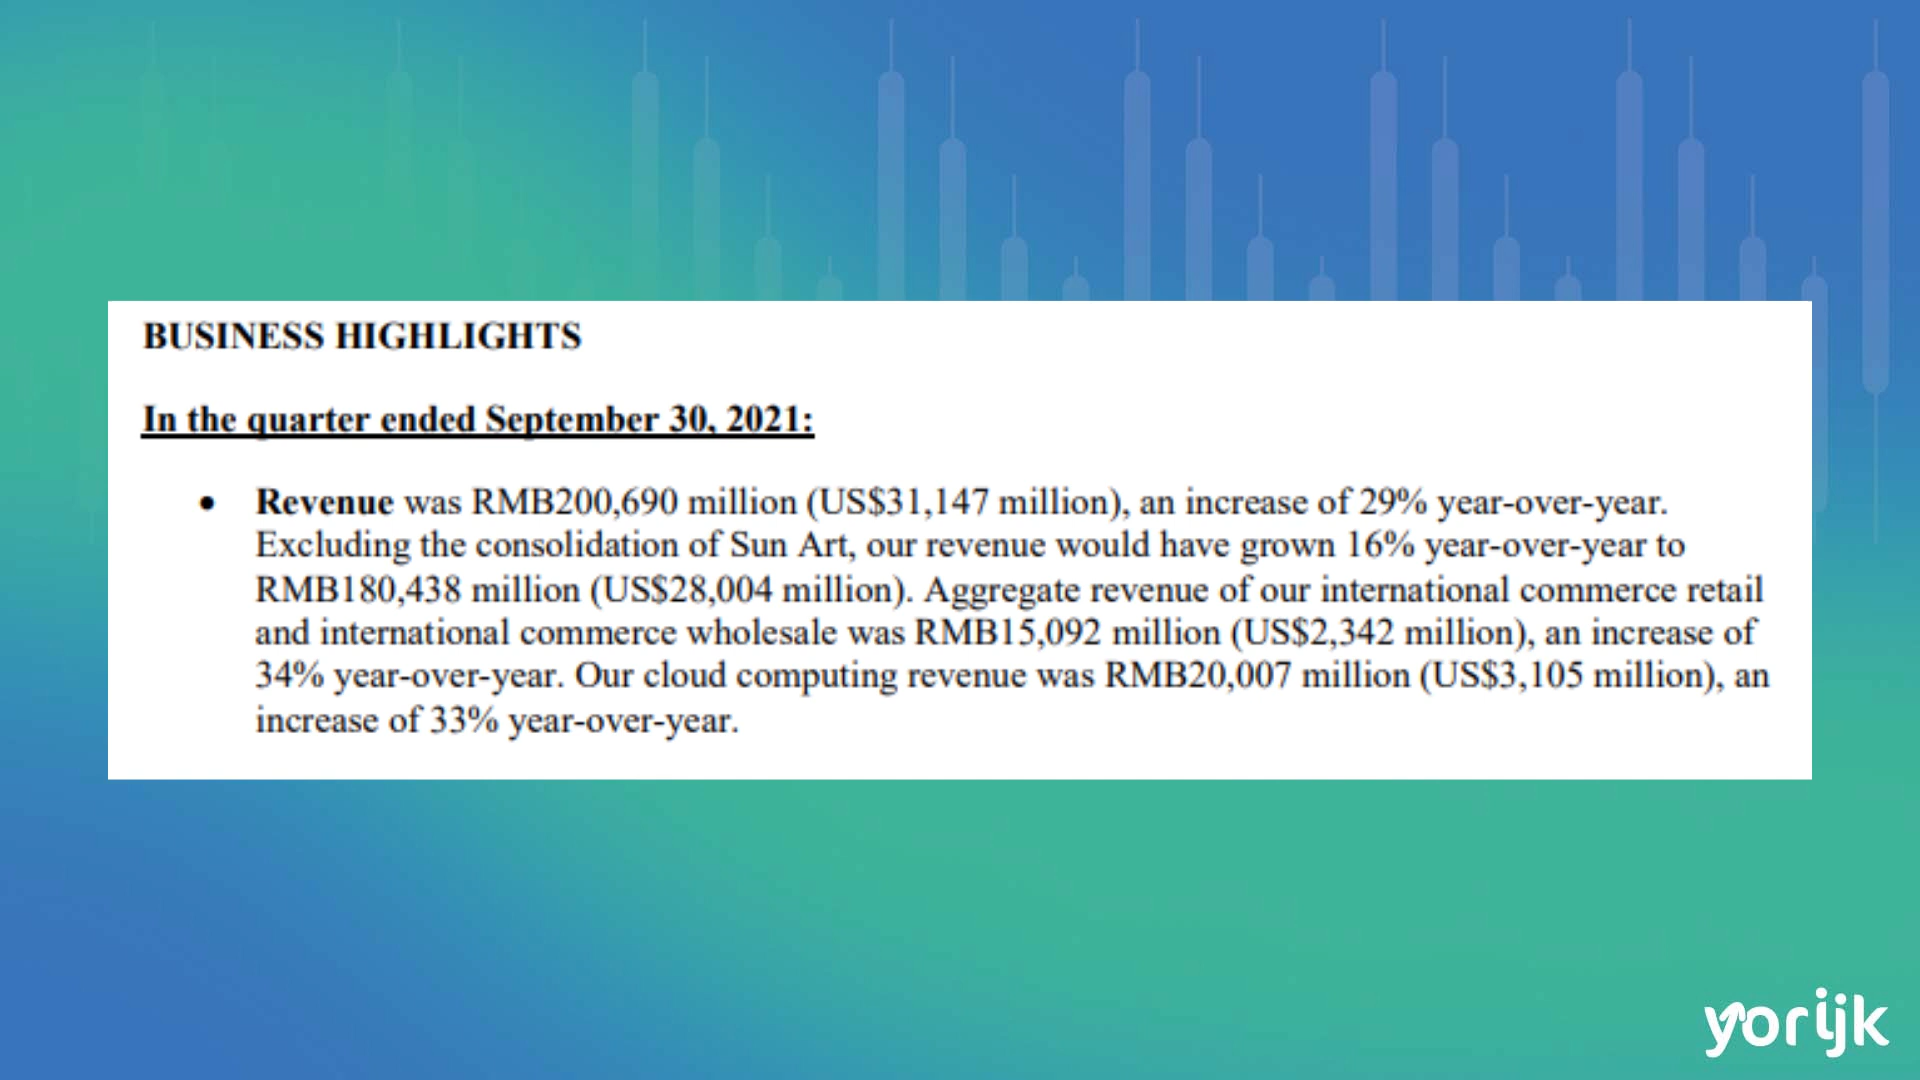 BUSINESS HIGHLIGHTS
In the quarter ended September 30, 2021:
• Revenue was RMB200,690 million (US$31,147 million), an increase of 29% year-over-year.
Excluding the consolidation of Sun Art, our revenue would have grown 16% year-over-year to
RMB180,438 million (US$28,004 million). Aggregate revenue of our international commerce retail
and international commerce wholesale was RMB15,092 million (US$2,342 million), an increase of
34% year-over-year. Our cloud computing revenue was RMB20,007 million (US$3,105 million), an
increase of 33% year-over-year.
yorijk